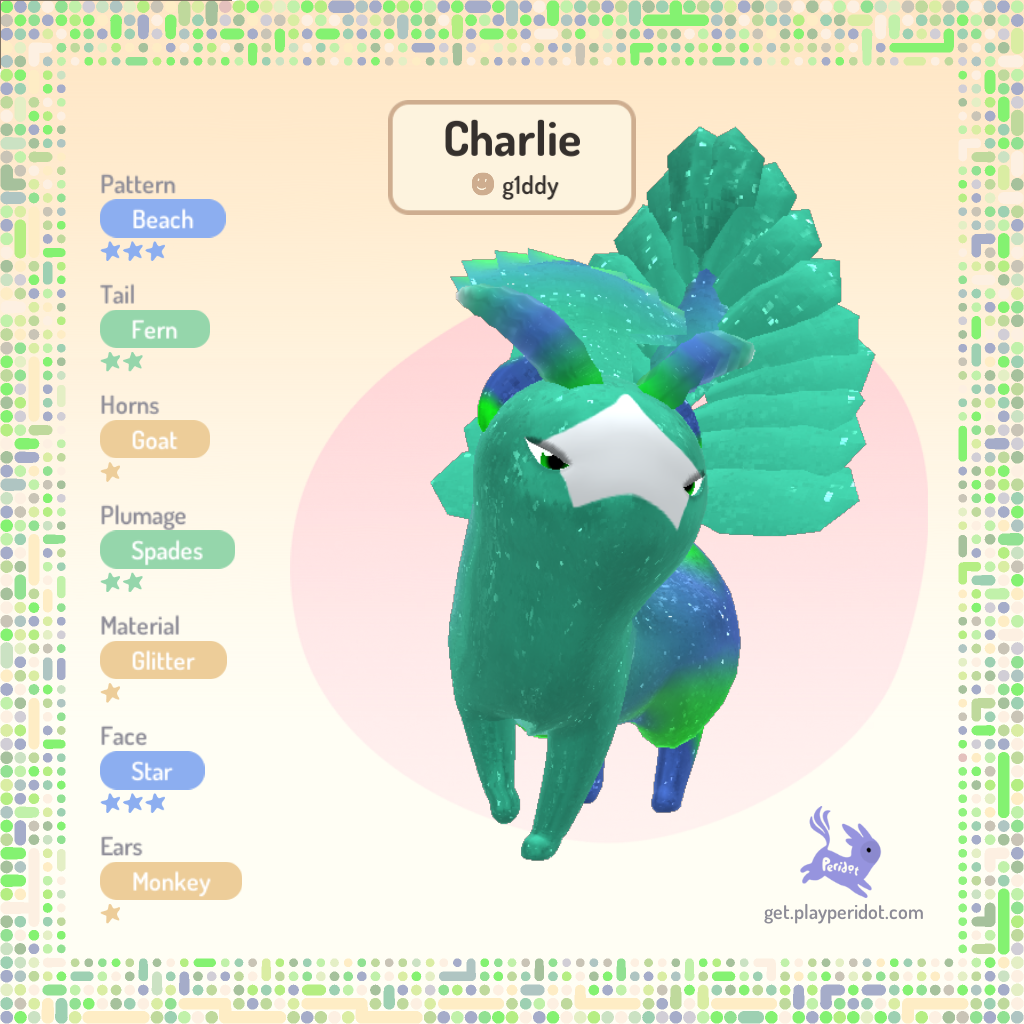 Charlie
g1ddy
Pattern
Beach
Tail
Fern
Horns
Goat
Plumage
Spades
Material
Glitter
Face
Star
Ears
Monkey
Peridot
get.playperidot.com